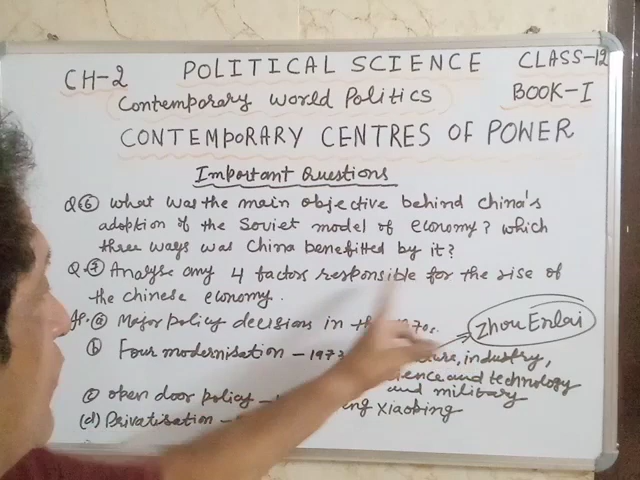 CH-2 POLITICAL SCIENCE CLASS-12
Contemporary World Politics BOOK-I
CONTEMPORARY CENTRES OF POWER
Important Questions
Q.⑥ What was the main objective behind China's
adoption of the Soviet model of economy? which
three ways was China benefitted by it?
Q.⑦ Analyse any 4 factors responsible for the rise of
the chinese economy.
ⓐ Major policy decisions in the 1970s.
Zhou Enlai
ⓑ Four modernisation - 1973 industry,
and technology
and military
ⓒ open door policy - Xiaoping
(d) Privatisation -